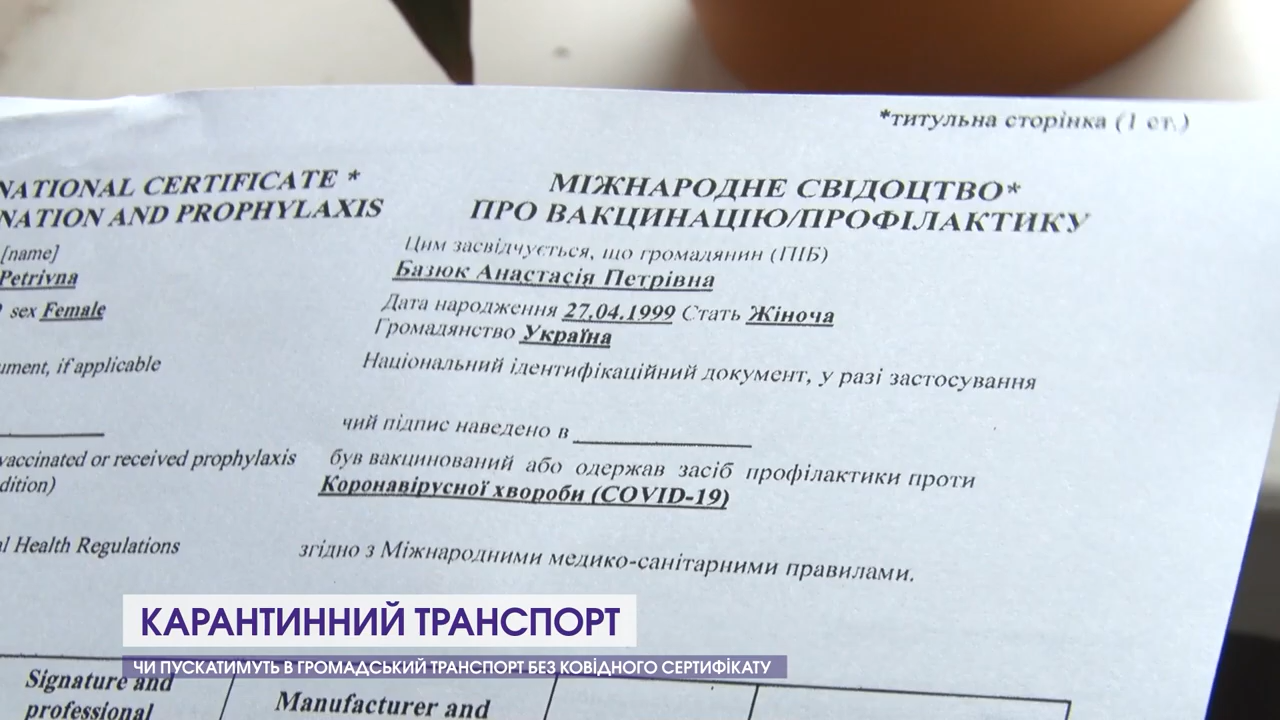 *титульна сторінка (1 ст.)
NATIONAL CERTIFICATE *
NATION AND PROPHYLAXIS
[name]
Petrivna
sex Female
ument, if applicable
vaccinated or received prophylaxis
dition)
al Health Regulations
МІЖНАРОДНЕ СВІДОЦТВО*
ПРО ВАКЦИНАЦІЮ/ПРОФІЛАКТИКУ
Цим засвідчується, що громадянин (ПІБ)
Базюк Анастасія Петрівна
Дата народження 27.04.1999 Стать Жіноча
Громадянство Україна
Національний ідентифікаційний документ, у разі застосування
чий підпис наведено в
був вакцинований або одержав засіб профілактики проти
Коронавірусної хвороби (COVID-19)
згідно з Міжнародними медико-санітарними правилами.
КАРАНТИННИЙ ТРАНСПОРТ
ЧИ ПУСКАТИМУТЬ В ГРОМАДСЬКИЙ ТРАНСПОРТ БЕЗ КОВІДНОГО СЕРТИФІКАТУ
Signature and
professional
Manufacturer and